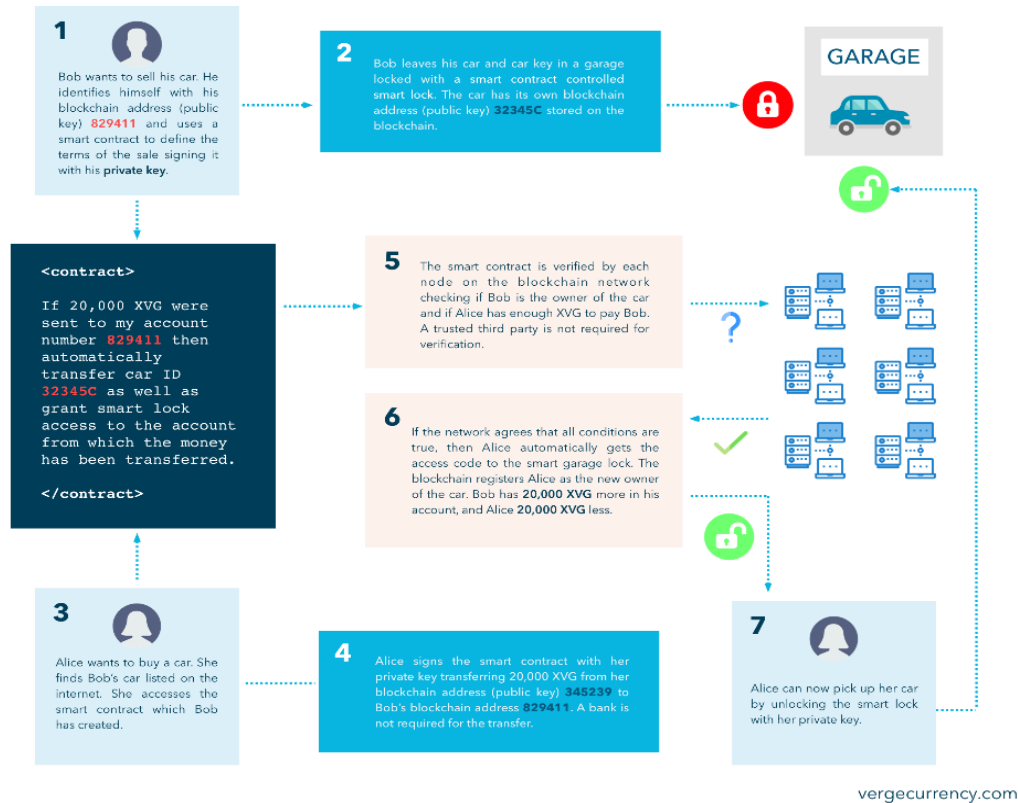 1
Bob wants to sell his car. He
identifies himself with his
blockchain address (public
key) 829411 and uses a
smart contract to define the
terms of the sale signing it
with his private key.
2
Bob leaves his car and car key in a garage
locked with a smart contract controlled
smart lock. The car has its own blockchain
address (public key) 32345C stored on the
blockchain.
GARAGE
<contract>
If 20,000 XVG were
sent to my account
number 829411 then
automatically
transfer car ID
32345C as well as
grant smart lock
access to the account
from which the money
has been transferred.
</contract>
5
The smart contract is verified by each
node on the blockchain network
checking if Bob is the owner of the car
and if Alice has enough XVG to pay Bob.
A trusted third party is not required for
verification.
?
6
If the network agrees that all conditions are
true, then Alice automatically gets the
access code to the smart garage lock. The
blockchain registers Alice as the new owner
of the car. Bob has 20,000 XVG more in his
account, and Alice 20,000 XVG less.
3
Alice wants to buy a car. She
finds Bob's car listed on the
internet. She accesses the
smart contract which Bob
has created.
4
Alice signs the smart contract with her
private key transferring 20,000 XVG from her
blockchain address (public key) 345239 to
Bob's blockchain address 829411. A bank is
not required for the transfer.
7
Alice can now pick up her car
by unlocking the smart lock
with her private key.
vergecurrency.com